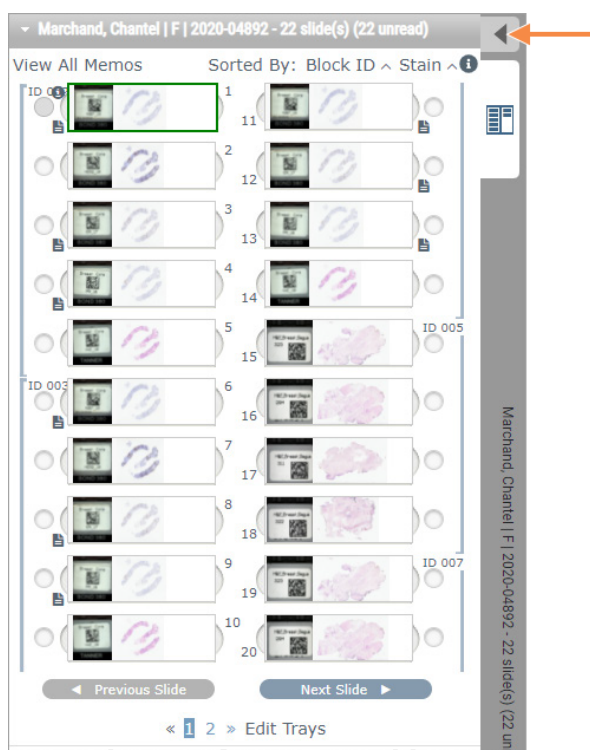 Marchand, Chantel | F | 2020-04892 - 22 slide(s) (22 unread)
View All Memos
Sorted By: Block ID ^ Stain ^
ID
1
11
2
12
3
13
4
14
5
ID 005
15
ID 003
6
16
7
17
8
18
9
ID 007
19
10
20
◄ Previous Slide
Next Slide ►
« 1 2 » Edit Trays
Marchand, Chantel | F | 2020-04892 - 22 slide(s) (22 un